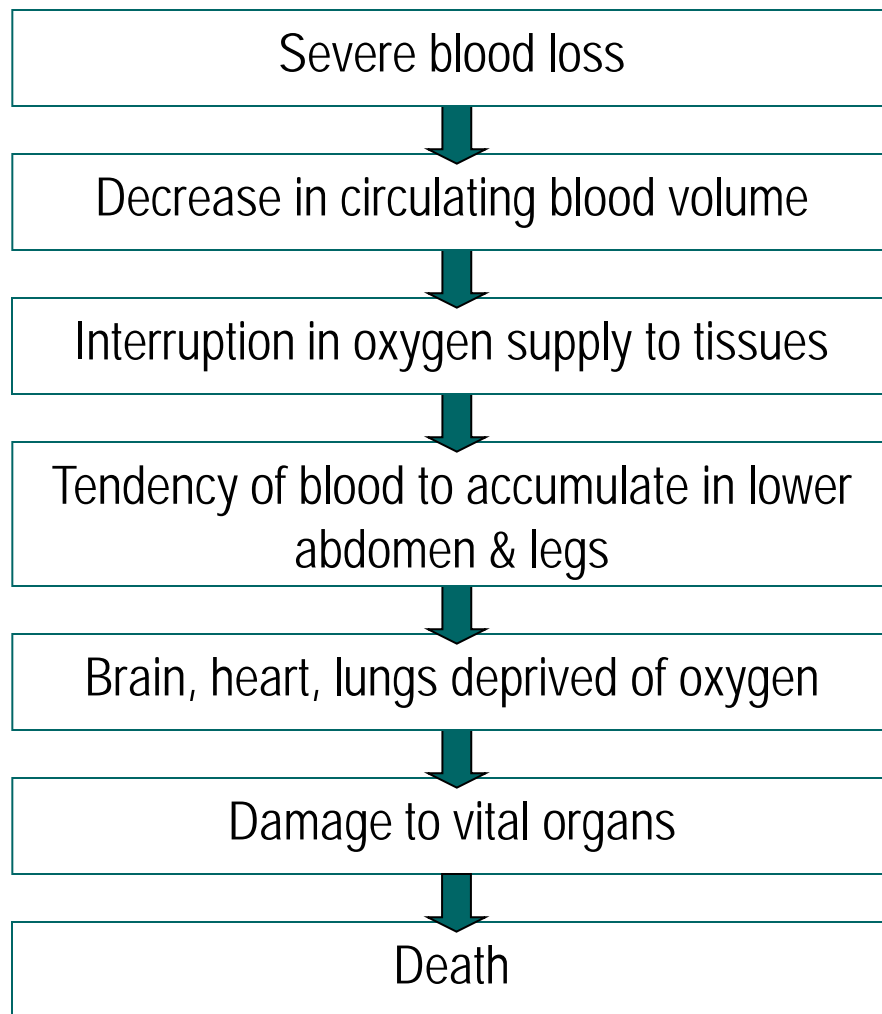 Severe blood loss
Decrease in circulating blood volume
Interruption in oxygen supply to tissues
Tendency of blood to accumulate in lower
abdomen & legs
Brain, heart, lungs deprived of oxygen
Damage to vital organs
Death